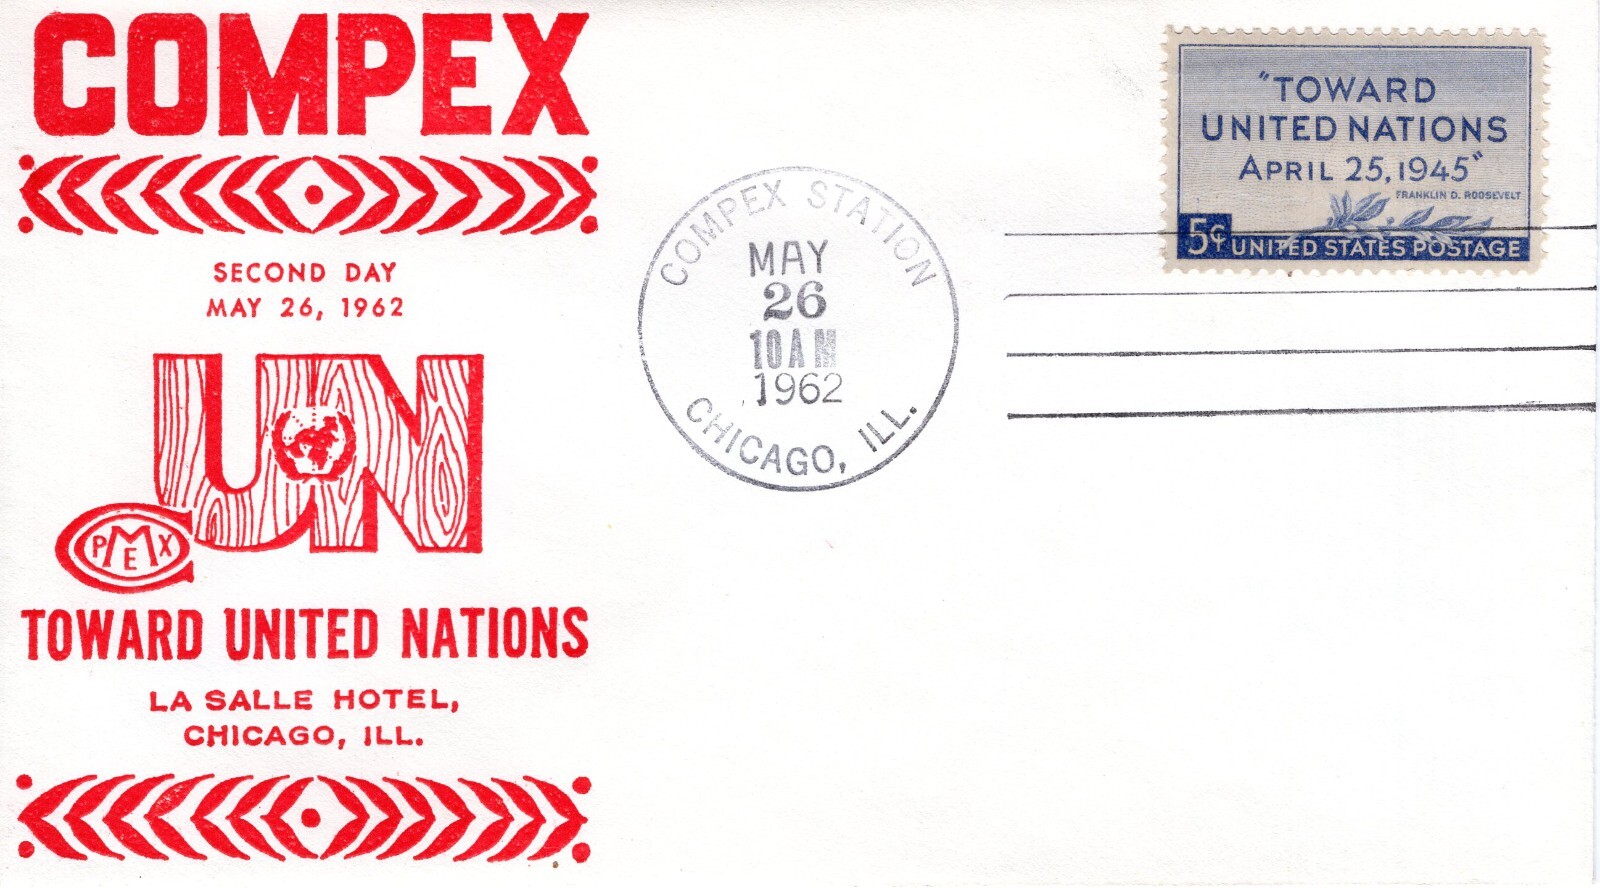 COMPEX
SECOND DAY
MAY 26, 1962
UN
C
P M E X
TOWARD UNITED NATIONS
LA SALLE HOTEL,
CHICAGO, ILL.
COMPEX STATION
MAY
26
10 AM
1962
CHICAGO, ILL.
"TOWARD
UNITED NATIONS
APRIL 25, 1945"
FRANKLIN D. ROOSEVELT
5¢ UNITED STATES POSTAGE